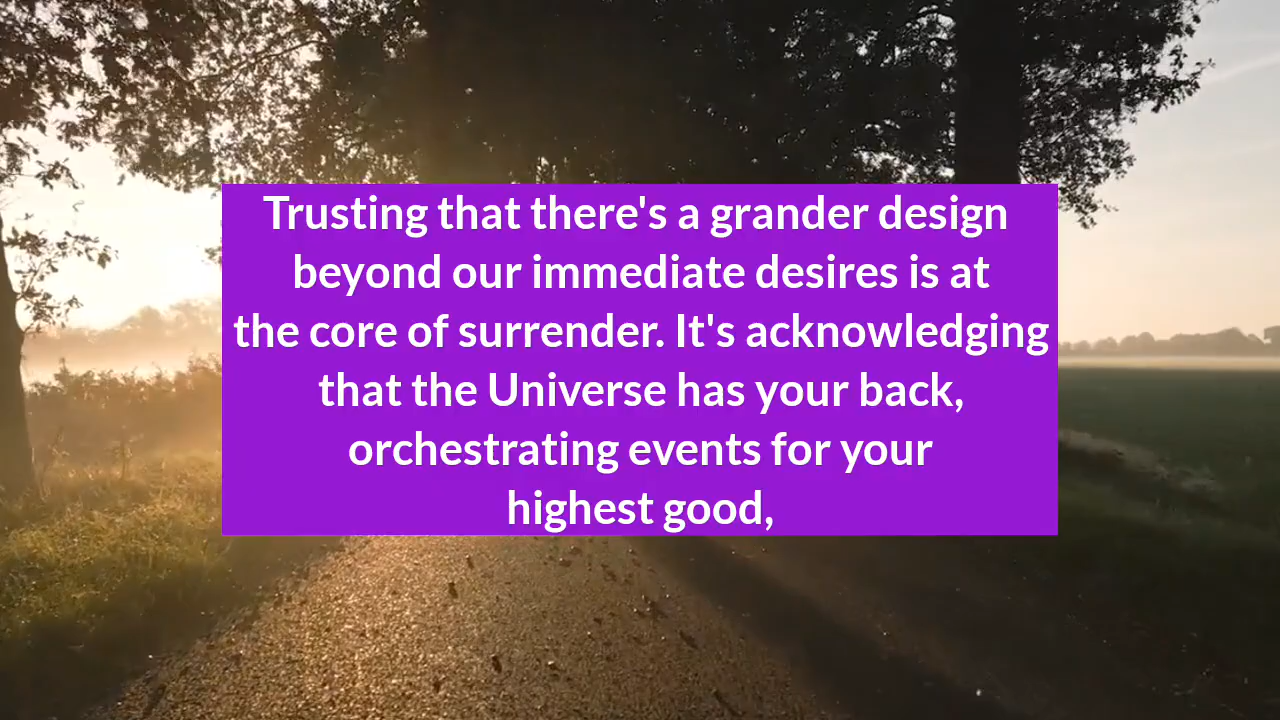 Trusting that there's a grander design
beyond our immediate desires is at
the core of surrender. It's acknowledging
that the Universe has your back,
orchestrating events for your
highest good,